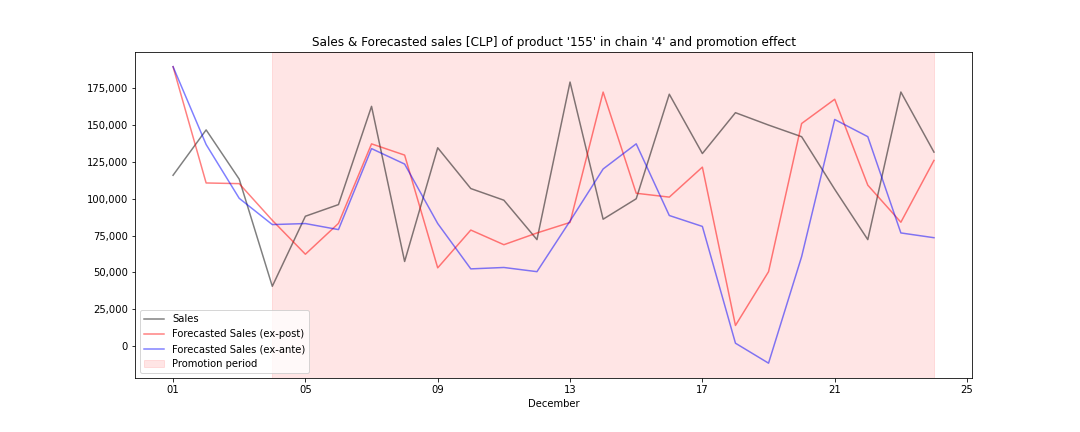 Sales & Forecasted sales [CLP] of product '155' in chain '4' and promotion effect
175,000
150,000
125,000
100,000
75,000
50,000
25,000
0
Sales
Forecasted Sales (ex-post)
Forecasted Sales (ex-ante)
Promotion period
01 05 09 13 17 21 25
December